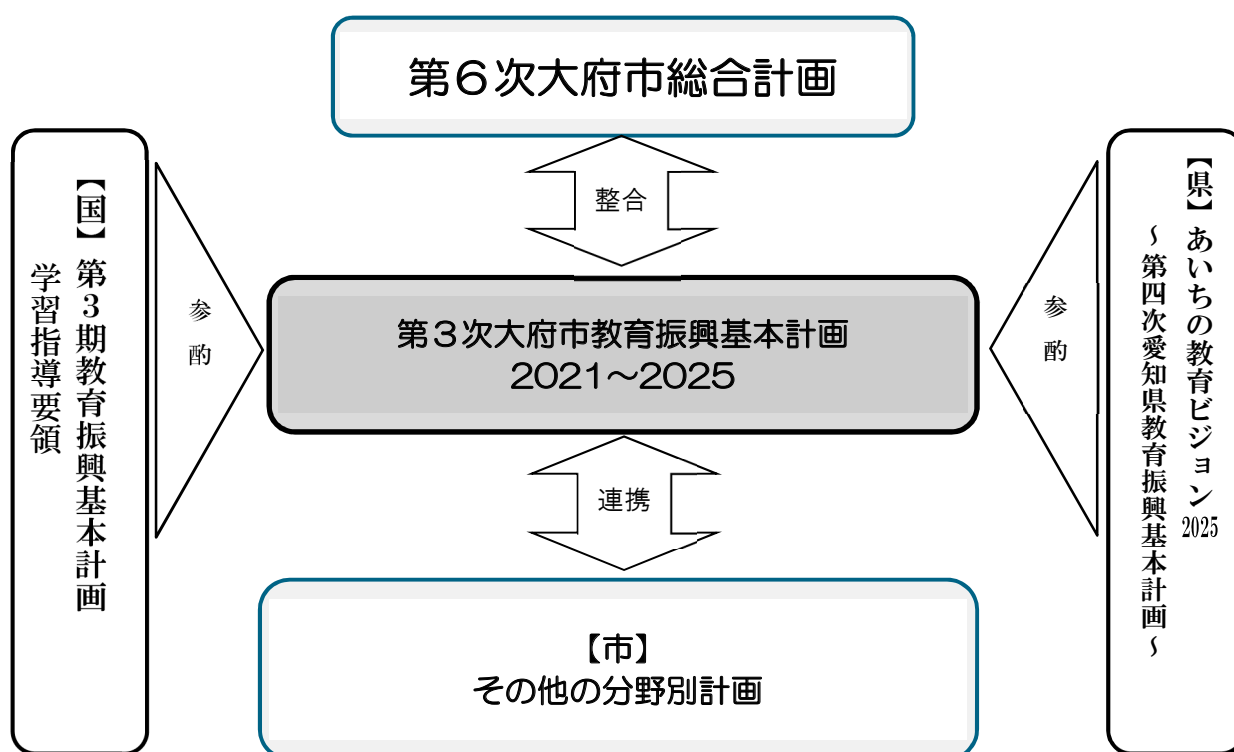 第６次大府市総合計画
整合
【国】第３期教育振興基本計画
学習指導要領
参酌
第３次大府市教育振興基本計画
2021～2025
参酌
【県】あいちの教育ビジョン2025
～第四次愛知県教育振興基本計画～
連携
【市】
その他の分野別計画